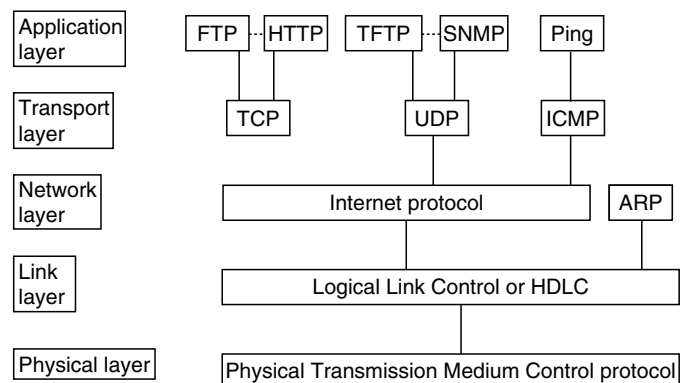 Application
layer
FTP HTTP TFTP SNMP Ping
Transport
layer
TCP UDP ICMP
Network
layer
Internet protocol ARP
Link
layer
Logical Link Control or HDLC
Physical layer
Physical Transmission Medium Control protocol